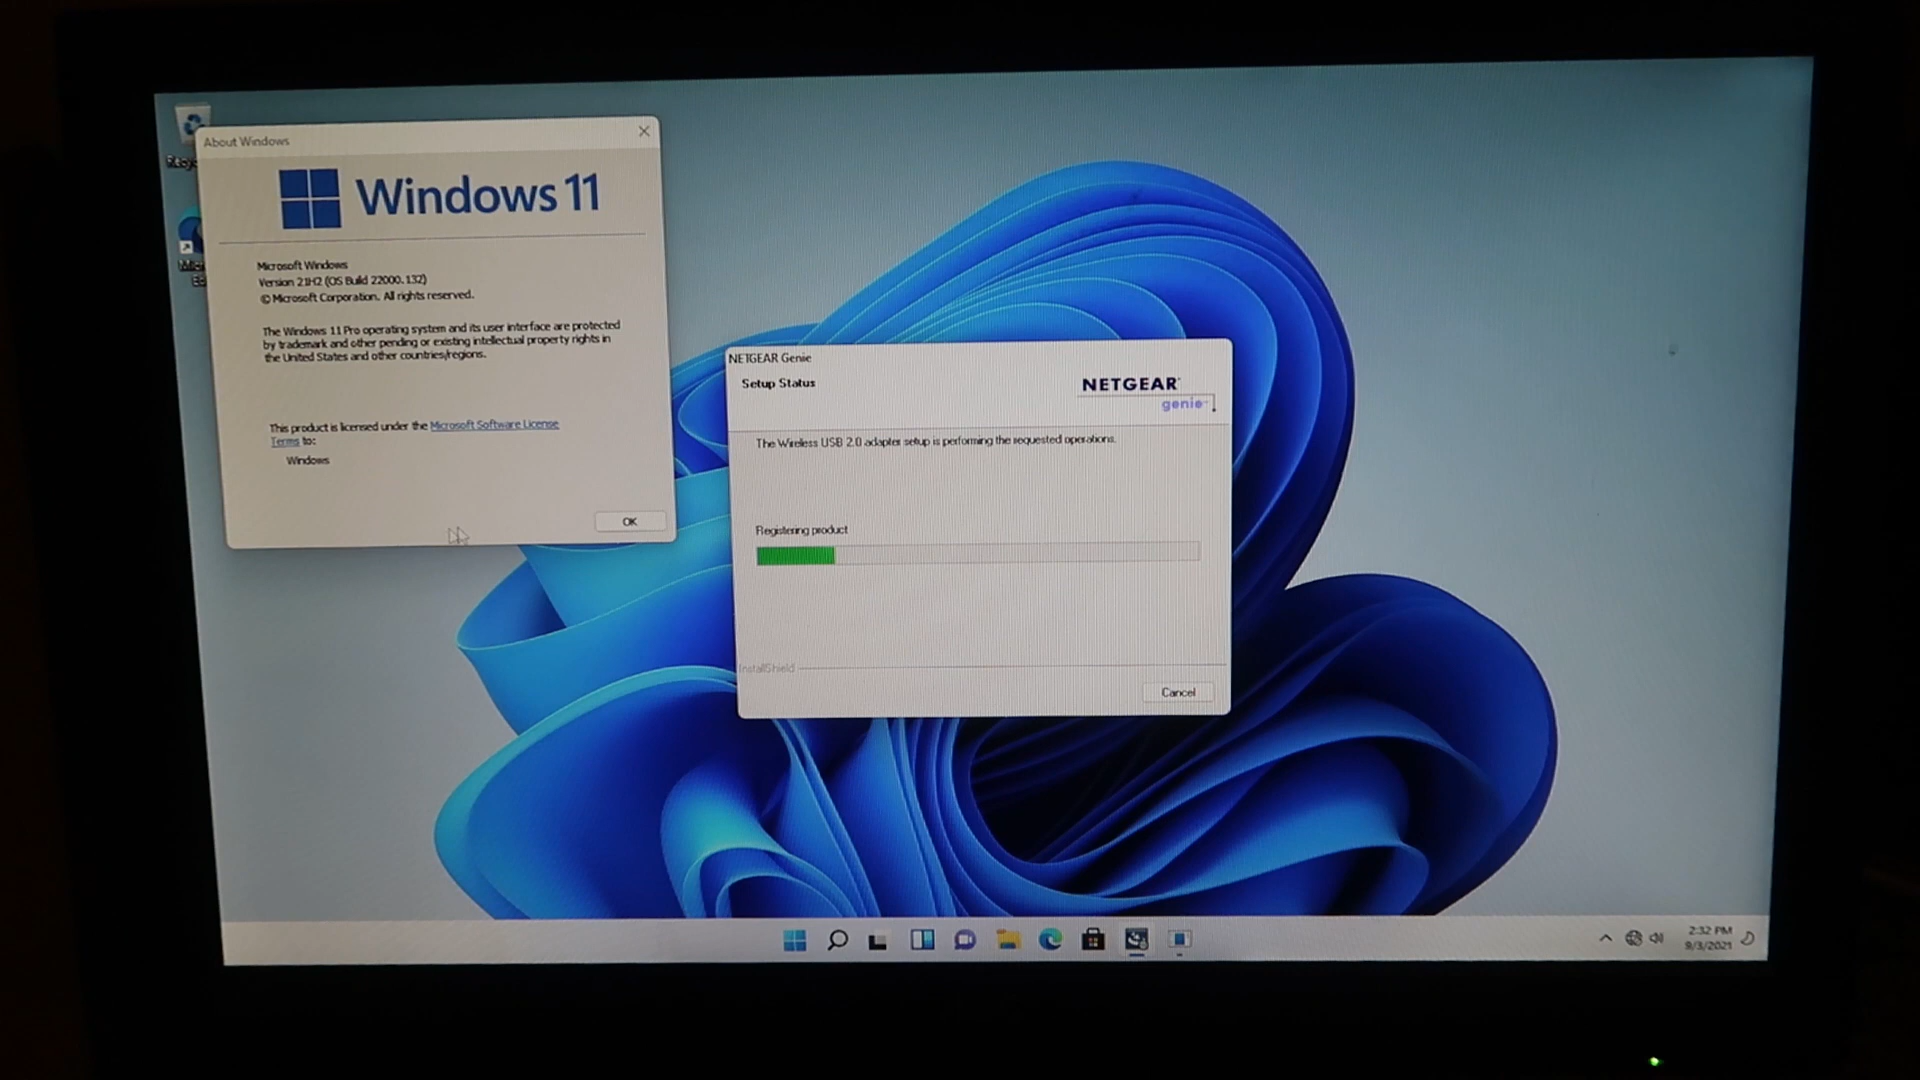 Recyc
About Windows
Windows 11
Microsoft Windows
Version 21H2 (OS Build 22000.132)
© Microsoft Corporation. All rights reserved.
The Windows 11 Pro operating system and its user interface are protected
by trademark and other pending or existing intellectual property rights in
the United States and other countries/regions.
This product is licensed under the Microsoft Software License
Terms to:
Windows
OK
NETGEAR Genie
Setup Status
NETGEAR
genie
The Wireless USB 2.0 adapter setup is performing the requested operations.
Registering product
InstallShield
Cancel
2:32 PM
9/3/2021